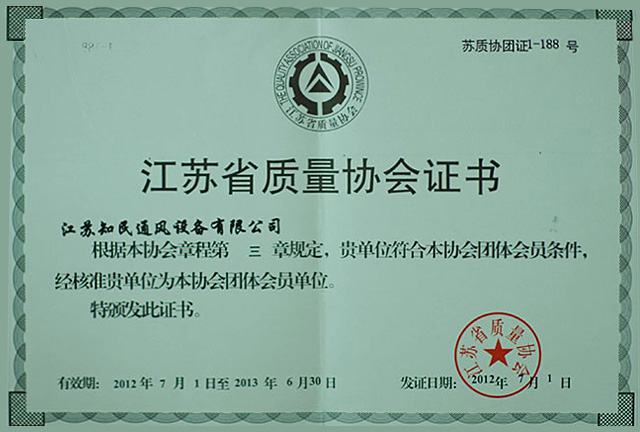 苏质协团证1-188 号
THE QUALITY ASSOCIATION OF JIANGSU PROVINCE
江苏省质量协会
江苏省质量协会证书
江苏知民通风设备有限公司
根据本协会章程第 三 章规定，贵单位符合本协会团体会员条件，
经核准贵单位为本协会团体会员单位。
特颁发此证书。
江苏省质量协会
有效期： 2012 年 7 月 1 日至 2013 年 6 月 30 日
发证日期： 2012年 7 月 1 日